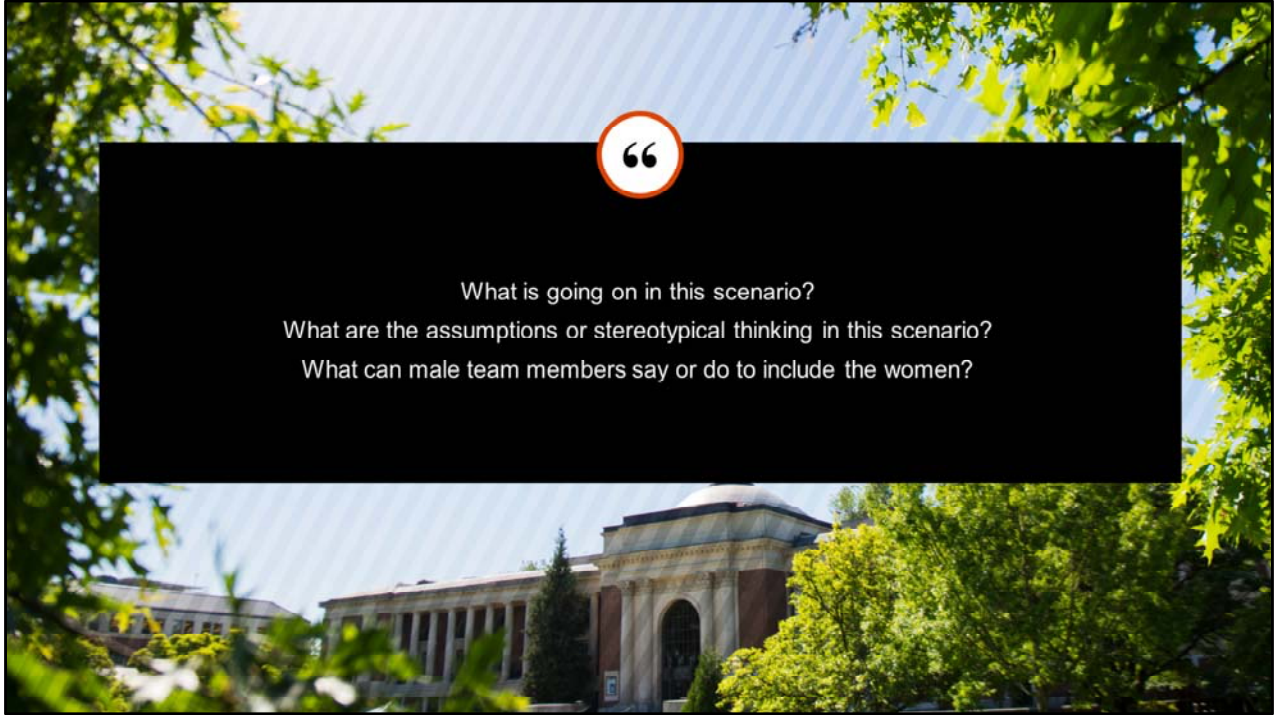 “
What is going on in this scenario?
What are the assumptions or stereotypical thinking in this scenario?
What can male team members say or do to include the women?